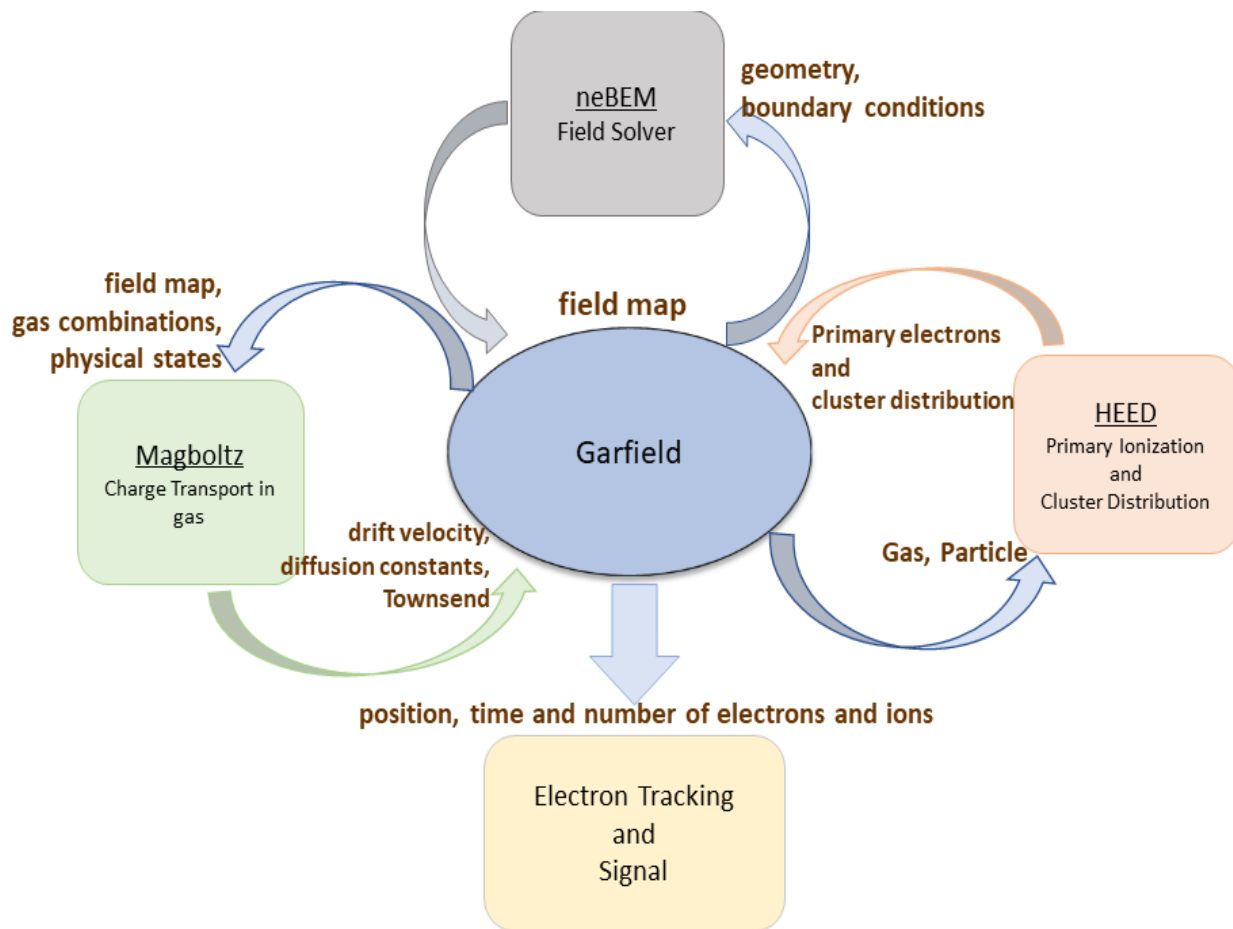 neBEM
Field Solver
geometry,
boundary conditions
field map,
gas combinations,
physical states
field map
Primary electrons
and
cluster distribution
HEED
Primary Ionization
and
Cluster Distribution
Magboltz
Charge Transport in
gas
Garfield
drift velocity,
diffusion constants,
Townsend
Gas, Particle
position, time and number of electrons and ions
Electron Tracking
and
Signal